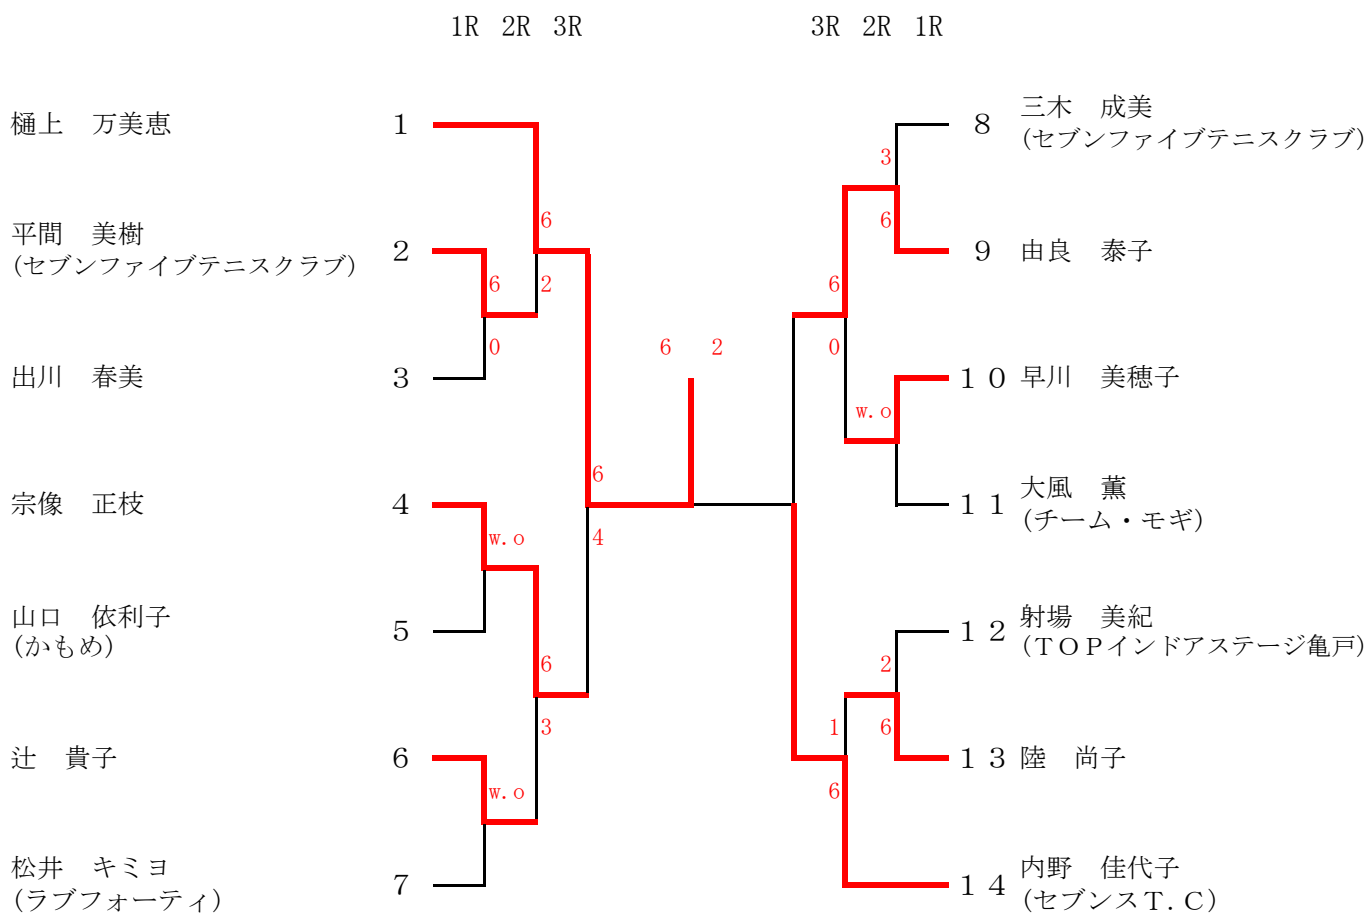 1R 2R 3R
3R 2R 1R
樋上　万美恵 1
平間　美樹
(セブンファイブテニスクラブ) 2
出川　春美 3
宗像　正枝 4
山口　依利子
(かもめ) 5
辻　貴子 6
松井　キミヨ
(ラブフォーティ) 7
6
0
w.o
w.o
6
2
6
3
6
4
6 2
6
0
1
6
3
6
w.o
2
6
8 三木　成美
(セブンファイブテニスクラブ)
9 由良　泰子
１０ 早川　美穂子
１１ 大風　薫
(チーム・モギ)
１２ 射場　美紀
(ＴＯＰインドアステージ亀戸)
１３ 陸　尚子
１４ 内野　佳代子
(セブンスＴ.Ｃ)